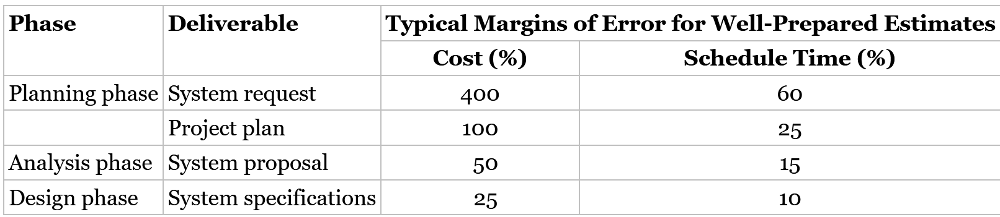 Phase Deliverable Typical Margins of Error for Well-Prepared Estimates
Cost (%) Schedule Time (%)
Planning phase System request 400 60
Project plan 100 25
Analysis phase System proposal 50 15
Design phase System specifications 25 10